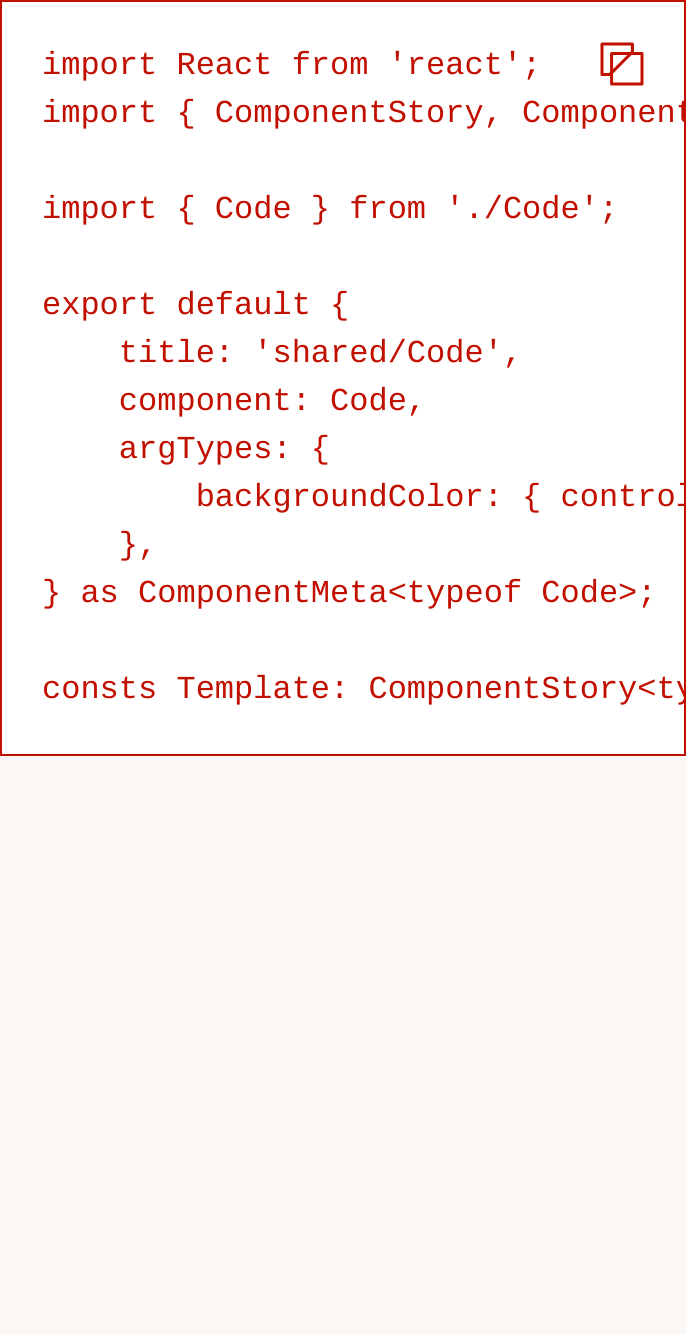 import React from 'react';
import { ComponentStory, Component
import { Code } from './Code';
export default {
title: 'shared/Code',
component: Code,
argTypes: {
backgroundColor: { control
},
} as ComponentMeta<typeof Code>;
consts Template: ComponentStory<ty